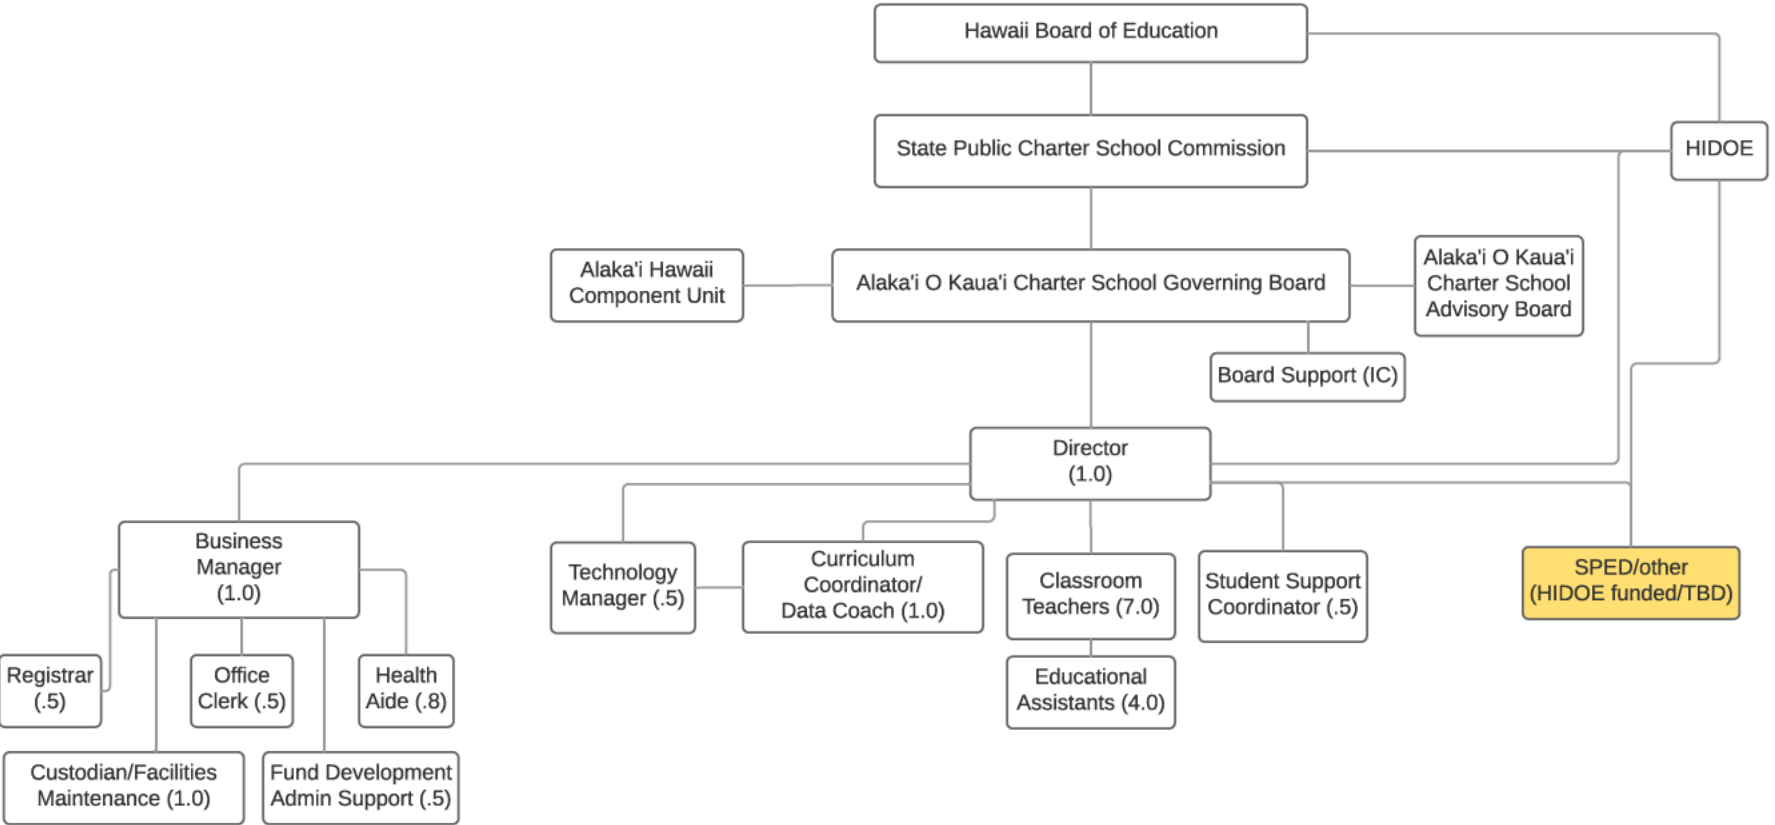 Hawaii Board of Education
State Public Charter School Commission
HIDOE
Alaka'i Hawaii
Component Unit
Alaka'i O Kaua'i Charter School Governing Board
Alaka'i O Kaua'i
Charter School
Advisory Board
Board Support (IC)
Director
(1.0)
Business
Manager
(1.0)
Technology
Manager (.5)
Curriculum
Coordinator/
Data Coach (1.0)
Classroom
Teachers (7.0)
Student Support
Coordinator (.5)
SPED/other
(HIDOE funded/TBD)
Registrar
(.5)
Office
Clerk (.5)
Health
Aide (.8)
Educational
Assistants (4.0)
Custodian/Facilities
Maintenance (1.0)
Fund Development
Admin Support (.5)